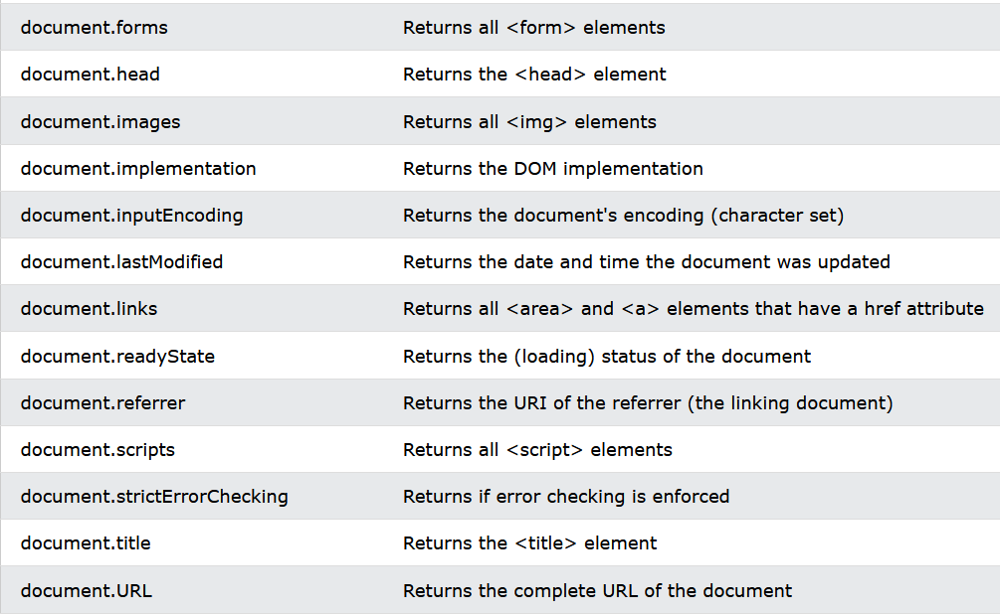 document.forms Returns all <form> elements
document.head Returns the <head> element
document.images Returns all <img> elements
document.implementation Returns the DOM implementation
document.inputEncoding Returns the document's encoding (character set)
document.lastModified Returns the date and time the document was updated
document.links Returns all <area> and <a> elements that have a href attribute
document.readyState Returns the (loading) status of the document
document.referrer Returns the URI of the referrer (the linking document)
document.scripts Returns all <script> elements
document.strictErrorChecking Returns if error checking is enforced
document.title Returns the <title> element
document.URL Returns the complete URL of the document